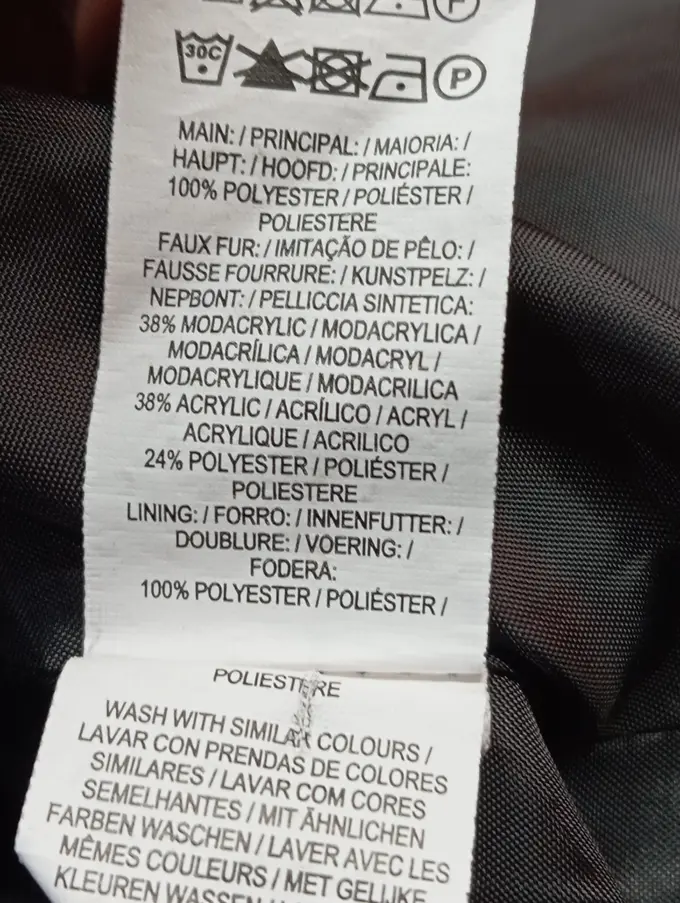 30C
P
MAIN: / PRINCIPAL: / MAIORIA: /
HAUPT: / HOOFD: / PRINCIPALE:
100% POLYESTER / POLIÉSTER /
POLIESTERE
FAUX FUR: / IMITAÇÃO DE PÊLO: /
FAUSSE FOURRURE: / KUNSTPELZ: /
NEPBONT: / PELLICCIA SINTETICA:
38% MODACRYLIC / MODACRYLICA /
MODACRÍLICA / MODACRYL /
MODACRYLIQUE / MODACRILICA
38% ACRYLIC / ACRÍLICO / ACRYL /
ACRYLIQUE / ACRILICO
24% POLYESTER / POLIÉSTER /
POLIESTERE
LINING: / FORRO: / INNENFUTTER: /
DOUBLURE: / VOERING: /
FODERA:
100% POLYESTER / POLIÉSTER /
POLIESTERE
WASH WITH SIMILAR COLOURS /
LAVAR CON PRENDAS DE COLORES
SIMILARES / LAVAR COM CORES
SEMELHANTES / MIT ÄHNLICHEN
FARBEN WASCHEN / LAVER AVEC LES
MÊMES COULEURS / MET GELIJKE
KLEUREN WASSEN /